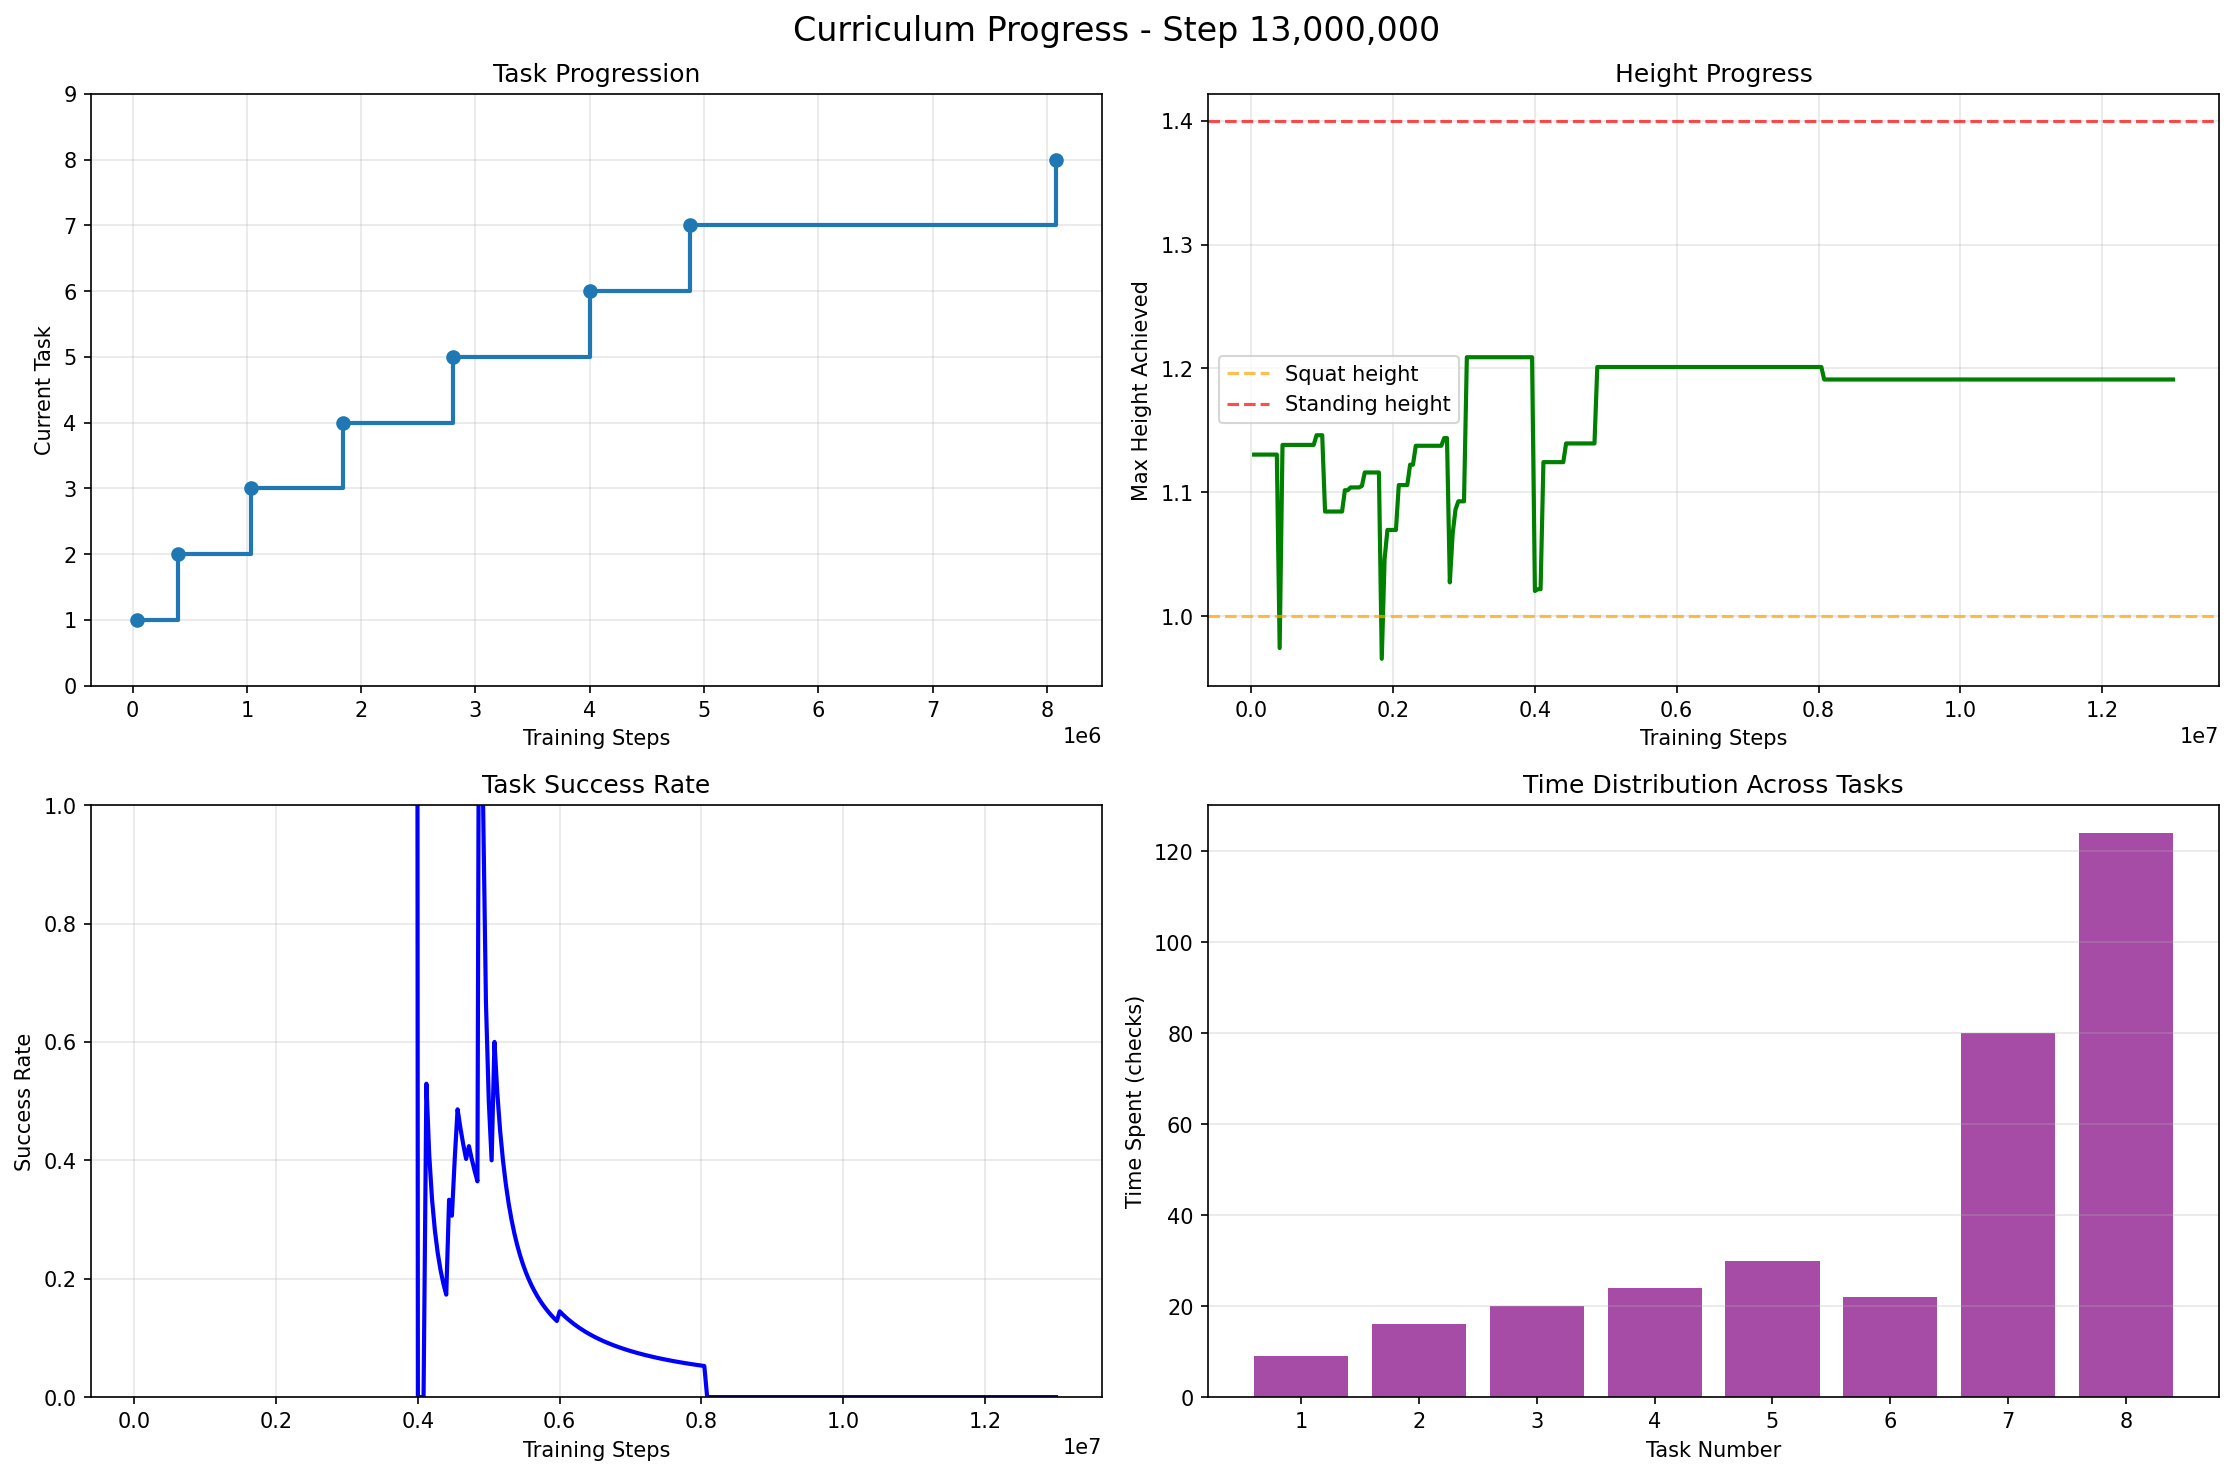 Curriculum Progress - Step 13,000,000
Task Progression
Current Task
9
8
7
6
5
4
3
2
1
0
0 1 2 3 4 5 6 7 8
1e6
Training Steps
Height Progress
Max Height Achieved
1.4
1.3
1.2
1.1
1.0
Squat height
Standing height
0.0 0.2 0.4 0.6 0.8 1.0 1.2
1e7
Training Steps
Task Success Rate
Success Rate
1.0
0.8
0.6
0.4
0.2
0.0
0.0 0.2 0.4 0.6 0.8 1.0 1.2
1e7
Training Steps
Time Distribution Across Tasks
Time Spent (checks)
120
100
80
60
40
20
0
1 2 3 4 5 6 7 8
Task Number